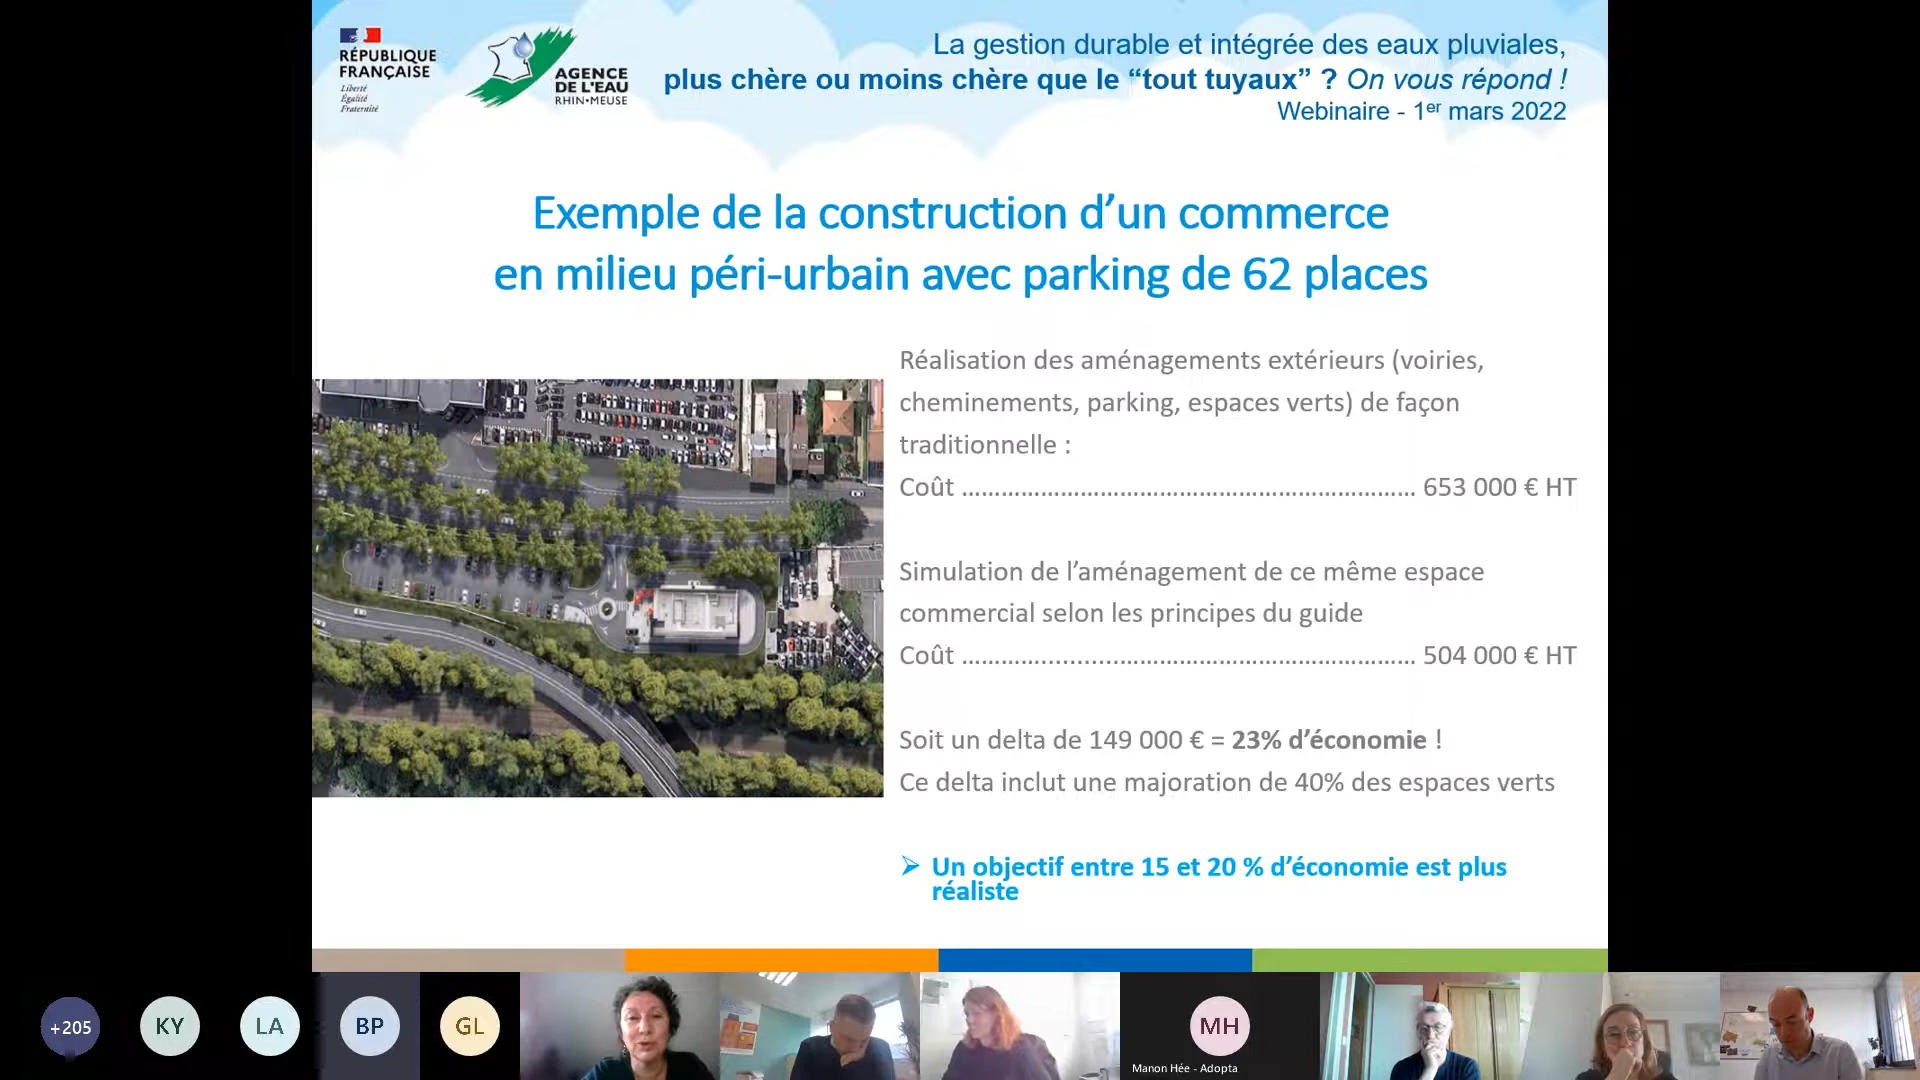 RÉPUBLIQUE
FRANÇAISE
Liberté
Égalité
Fraternité
AGENCE
DE L'EAU
RHIN•MEUSE
La gestion durable et intégrée des eaux pluviales,
plus chère ou moins chère que le “tout tuyaux” ? On vous répond !
Webinaire - 1er mars 2022
Exemple de la construction d’un commerce
en milieu péri-urbain avec parking de 62 places
Réalisation des aménagements extérieurs (voiries,
cheminements, parking, espaces verts) de façon
traditionnelle :
Coût …………………………………………………………… 653 000 € HT
Simulation de l’aménagement de ce même espace
commercial selon les principes du guide
Coût …………..........……………………………………… 504 000 € HT
Soit un delta de 149 000 € = 23% d’économie !
Ce delta inclut une majoration de 40% des espaces verts
➢ Un objectif entre 15 et 20 % d’économie est plus
réaliste
+205
KY
LA
BP
GL
MH
Manon Hée - Adopta